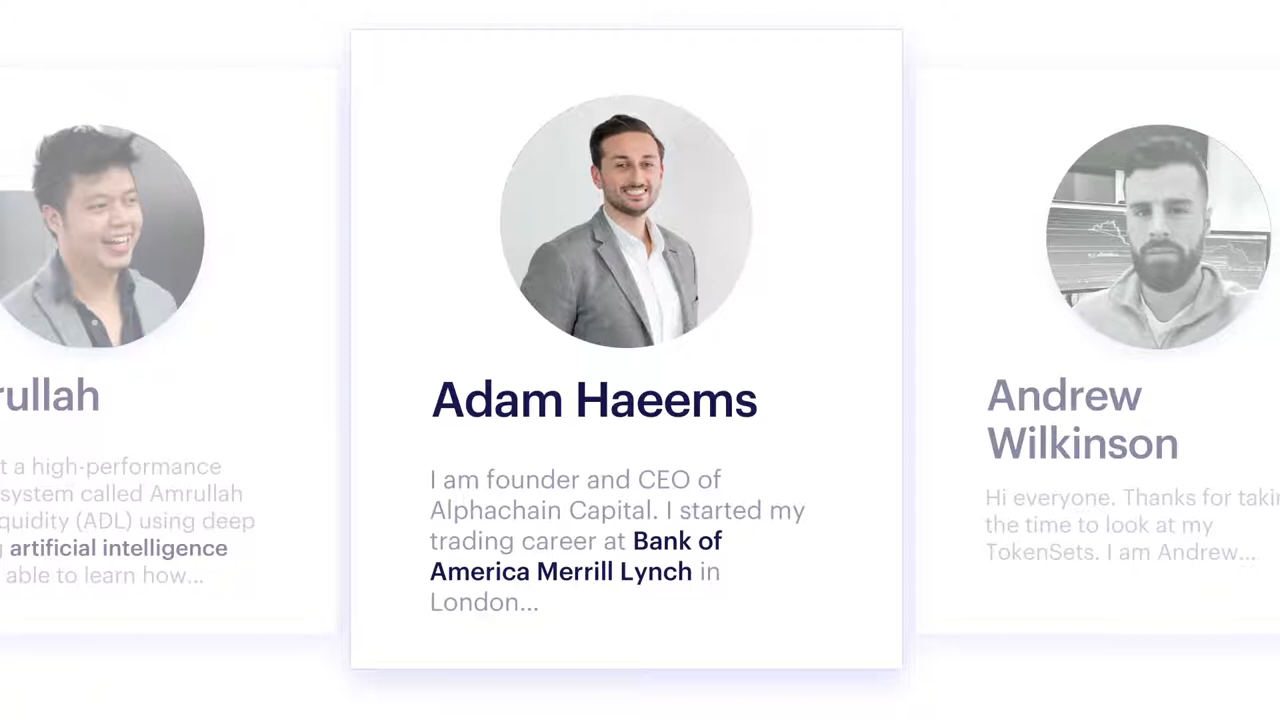 rullah
t a high-performance
system called Amrullah
quidity (ADL) using deep
artificial intelligence
able to learn how...
Adam Haeems
I am founder and CEO of
Alphachain Capital. I started my
trading career at Bank of
America Merrill Lynch in
London...
Andrew
Wilkinson
Hi everyone. Thanks for takin
the time to look at my
TokenSets. I am Andrew...